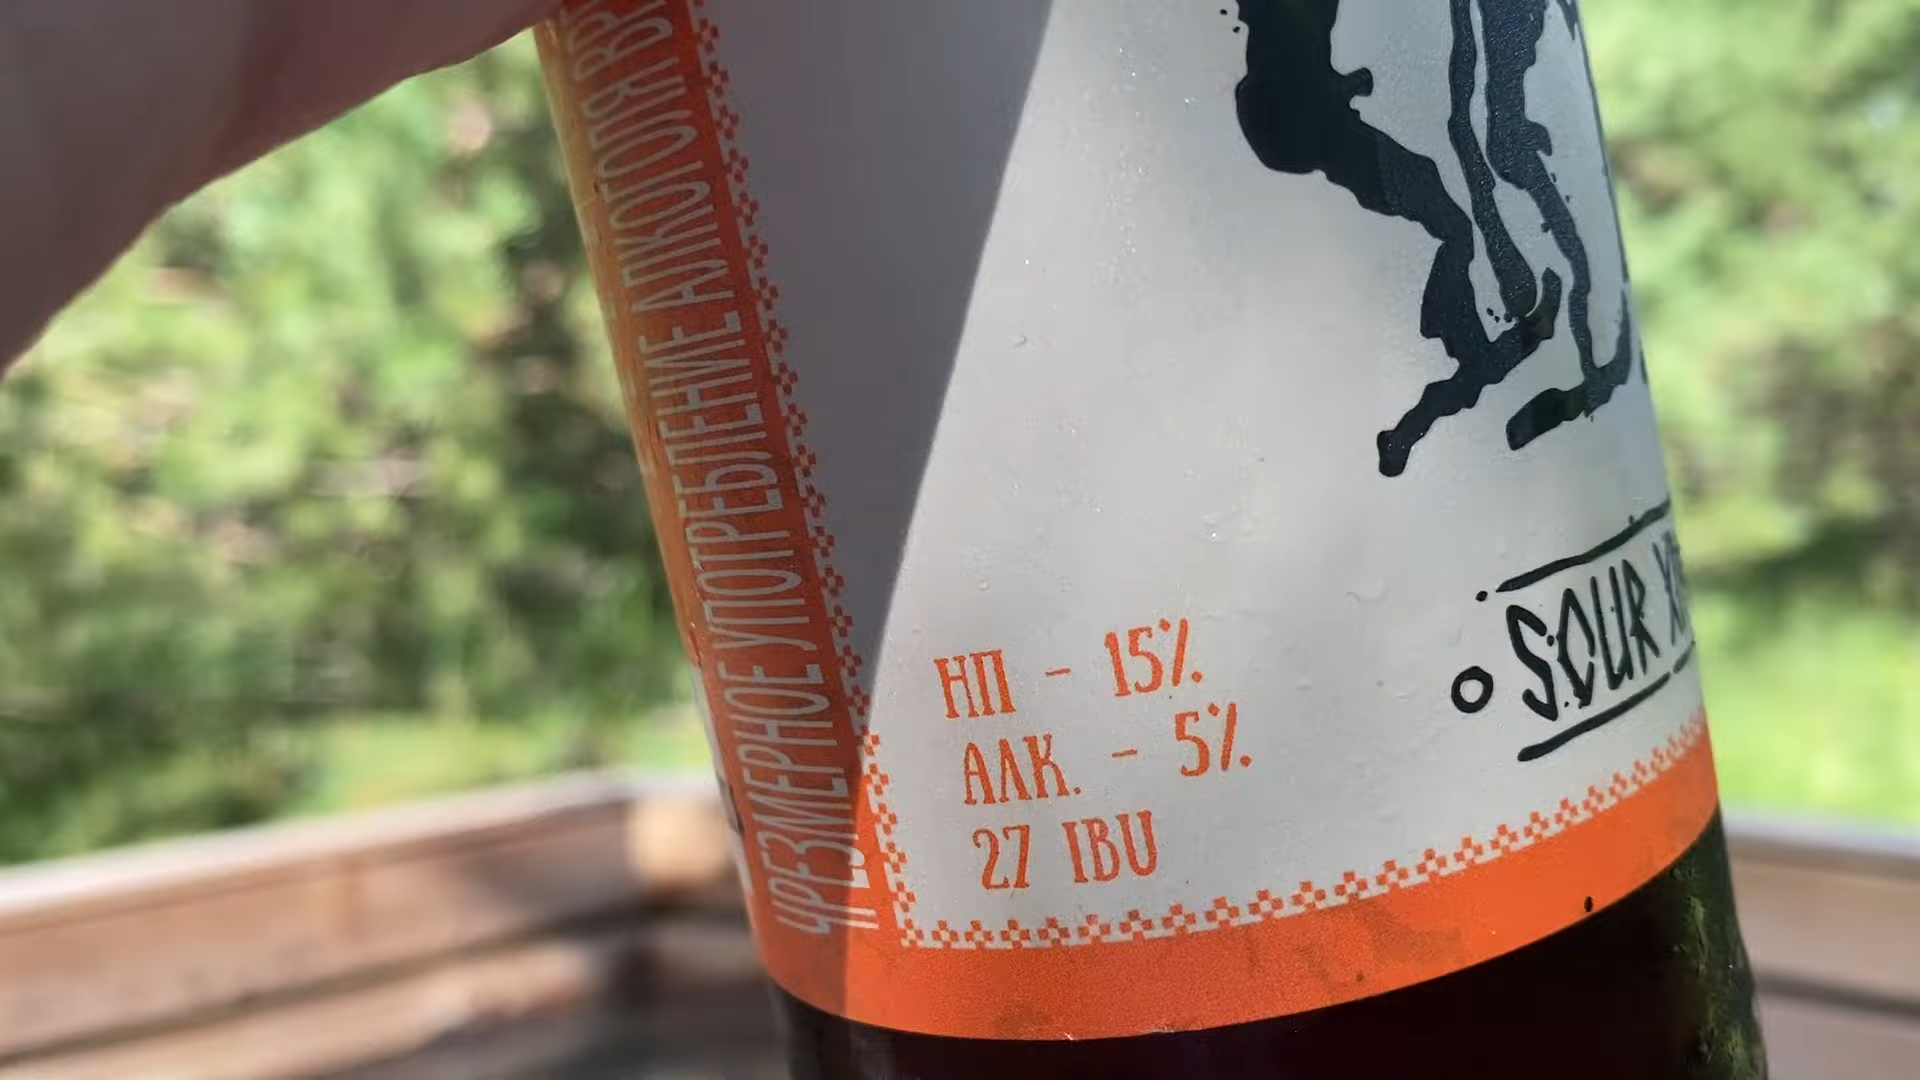 ЧРЕЗМЕРНОЕ УПОТРЕБЛЕНИЕ АЛКОГОЛЯ
НП - 15%
АЛК. - 5%
27 IBU
SOUR